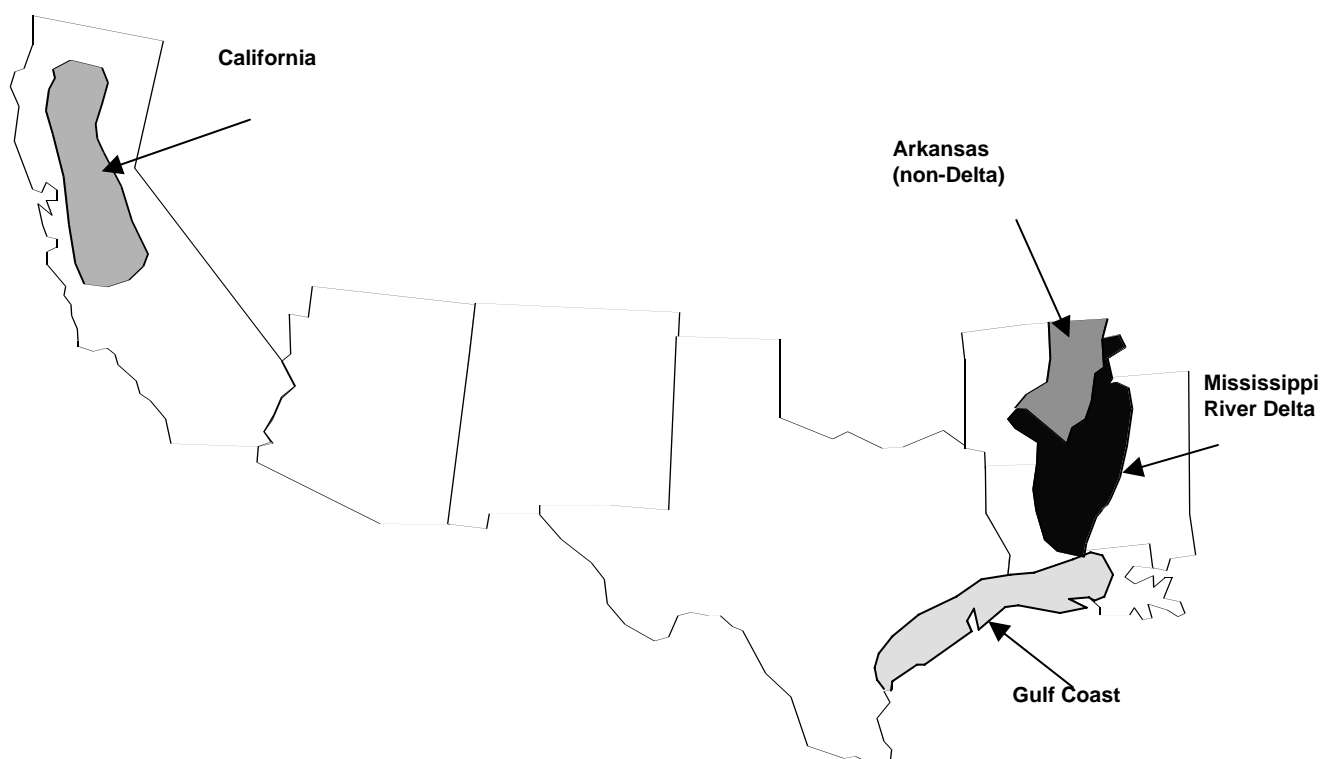 California
Arkansas
(non-Delta)
Mississippi
River Delta
Gulf Coast